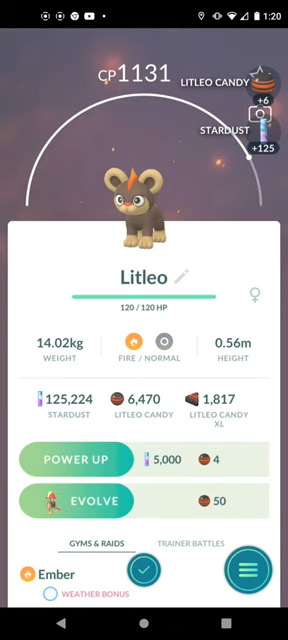 1:20
CP1131
LITLEO CANDY
+6
STARDUST
+125
Litleo
120 / 120 HP
14.02kg
WEIGHT
FIRE / NORMAL
0.56m
HEIGHT
125,224
STARDUST
6,470
LITLEO CANDY
1,817
LITLEO CANDY
XL
POWER UP
5,000
4
EVOLVE
50
GYMS & RAIDS
TRAINER BATTLES
Ember
WEATHER BONUS